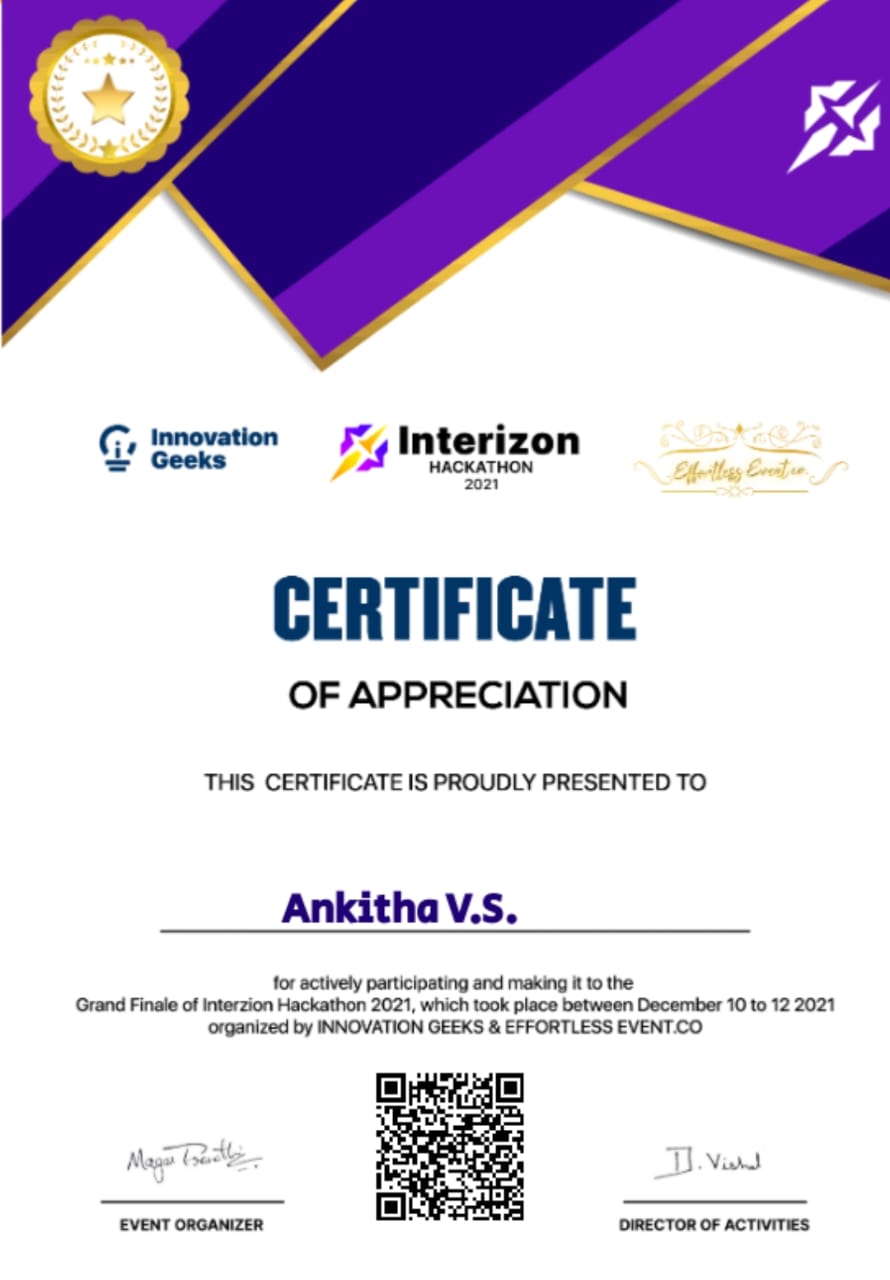 Innovation
Geeks
Interizon
HACKATHON
2021
Effortless Event co.
CERTIFICATE
OF APPRECIATION
THIS CERTIFICATE IS PROUDLY PRESENTED TO
Ankitha V.S.
for actively participating and making it to the
Grand Finale of Interzion Hackathon 2021, which took place between December 10 to 12 2021
organized by INNOVATION GEEKS & EFFORTLESS EVENT.CO
D. Vishal
EVENT ORGANIZER
DIRECTOR OF ACTIVITIES